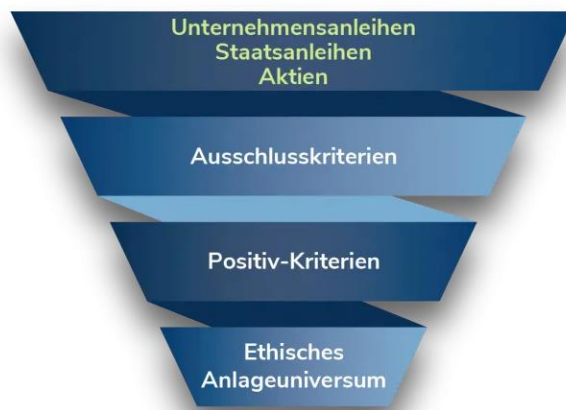 Unternehmensanleihen
Staatsanleihen
Aktien
Ausschlusskriterien
Positiv-Kriterien
Ethisches
Anlageuniversum